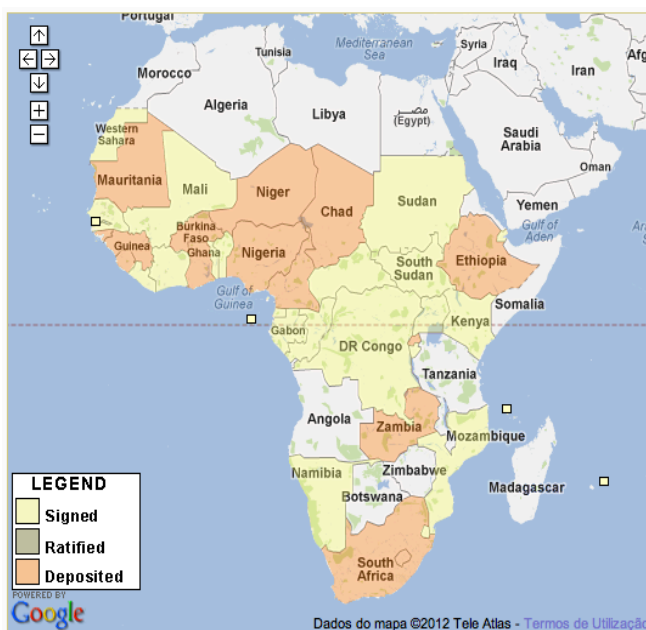 Portugal
Mediterranean
Sea
Syria
Tunisia
Iraq
Iran
Morocco
Algeria
Libya
مصر
(Egypt)
Western
Sahara
Saudi
Arabia
Oman
Mauritania
Mali
Niger
Chad
Sudan
Yemen
Gulf of
Aden
Burkina
Faso
Guinea
Ghana
Nigeria
South
Sudan
Ethiopia
Gulf of
Guinea
Somalia
Gabon
Kenya
DR Congo
Tanzania
Angola
Zambia
Mozambique
Zimbabwe
Namibia
Botswana
Madagascar
South
Africa
LEGEND
Signed
Ratified
Deposited
POWERED BY
Google
Dados do mapa ©2012 Tele Atlas - Termos de Utilização